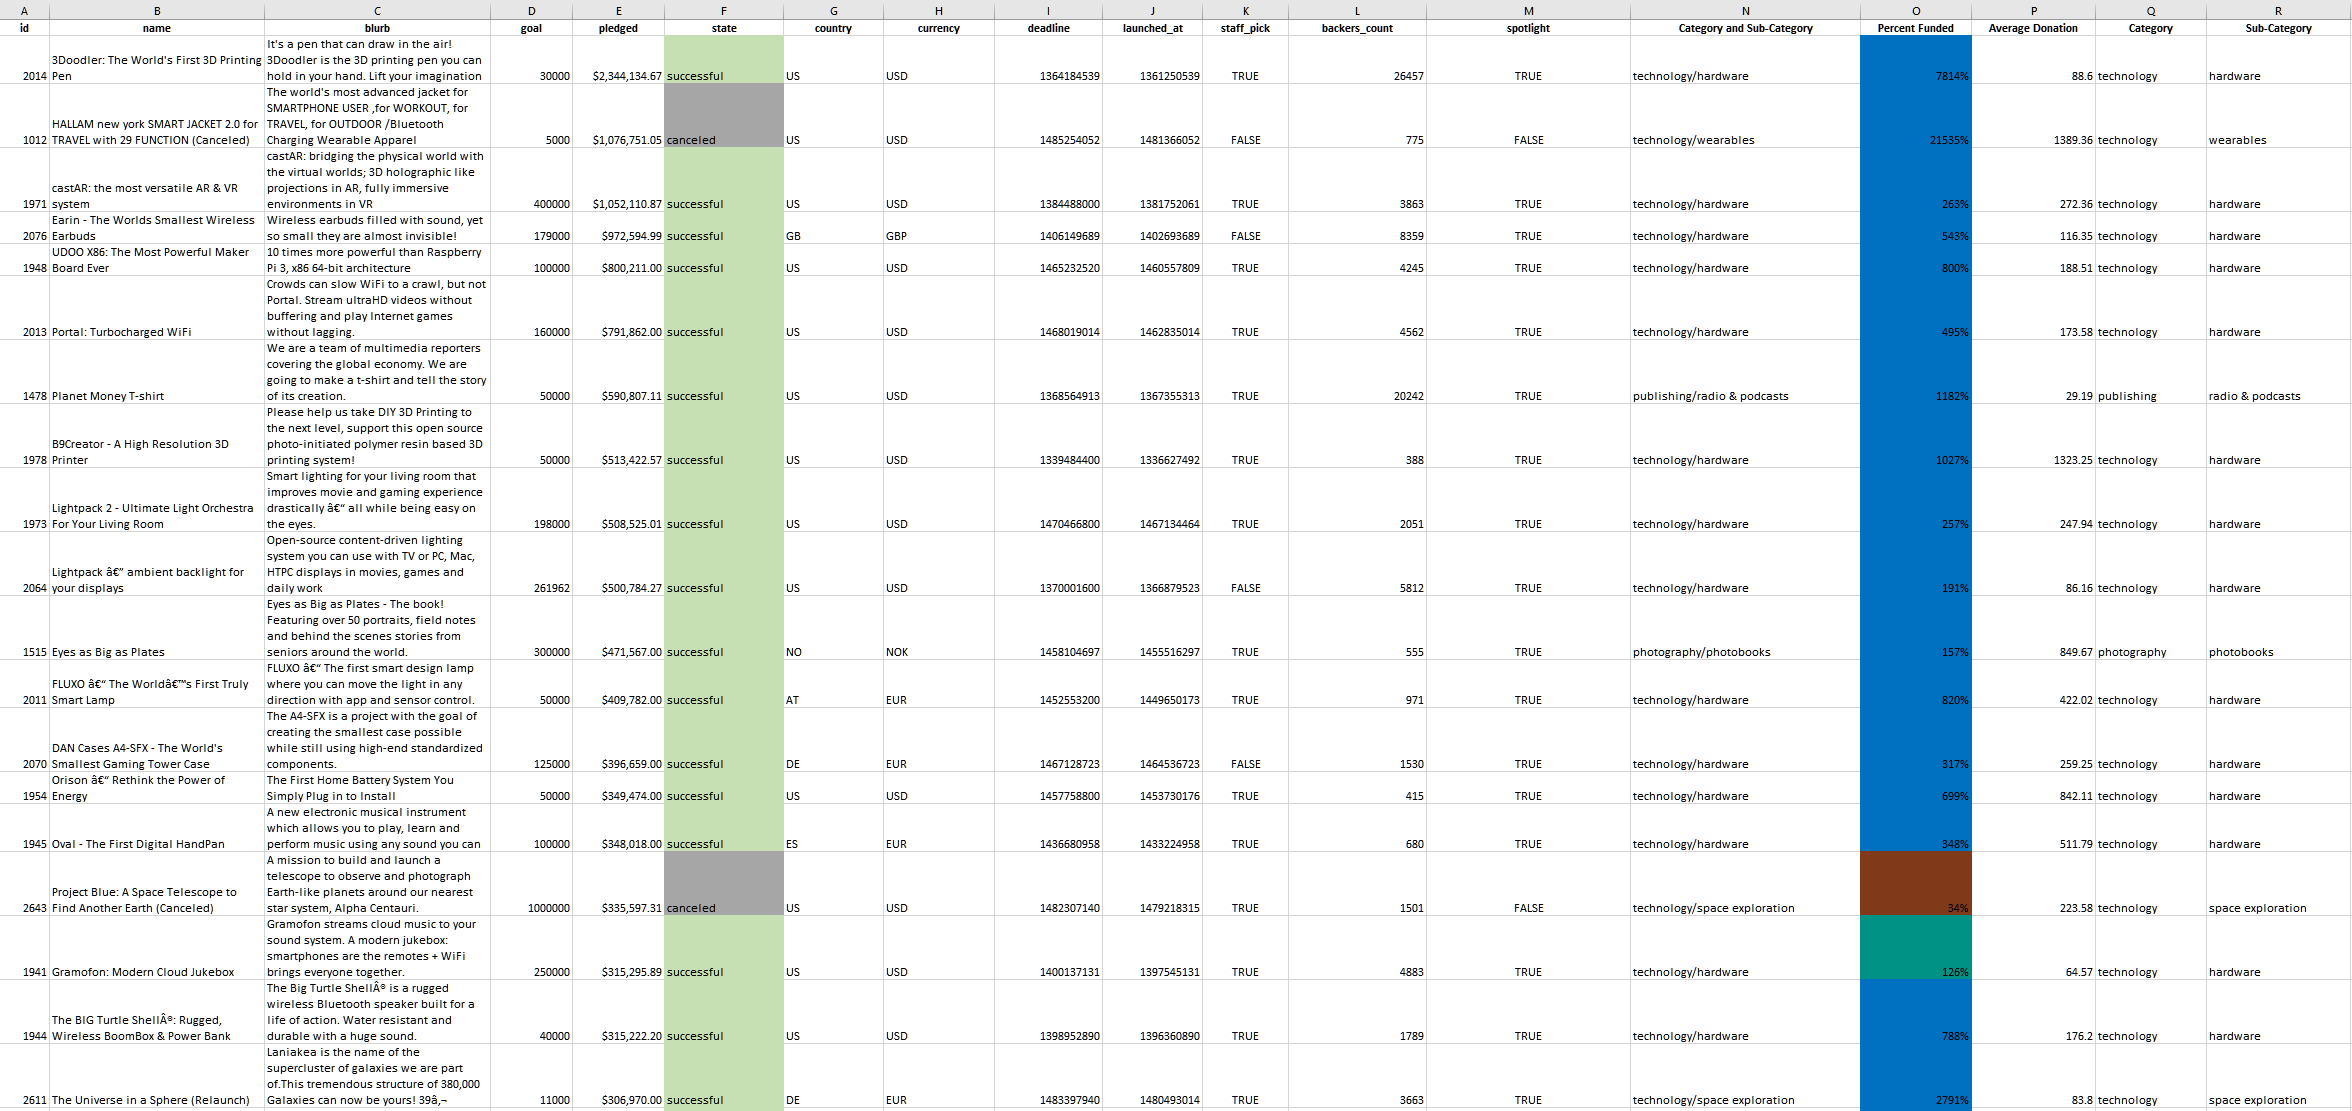 A B C D E F G H I J K L M N O P Q R
id name blurb goal pledged state country currency deadline launched_at staff_pick backers_count spotlight Category and Sub-Category Percent Funded Average Donation Category Sub-Category
It's a pen that can draw in the air!
3Doodler: The World's First 3D Printing 3Doodler is the 3D printing pen you can
2014 Pen hold in your hand. Lift your imagination 30000 $2,344,134.67 successful US USD 1364184539 1361250539 TRUE 26457 TRUE technology/hardware 7814% 88.6 technology hardware
The world's most advanced jacket for
SMARTPHONE USER ,for WORKOUT, for
HALLAM new york SMART JACKET 2.0 for TRAVEL, for OUTDOOR /Bluetooth
1012 TRAVEL with 29 FUNCTION (Canceled) Charging Wearable Apparel 5000 $1,076,751.05 canceled US USD 1485254052 1481366052 FALSE 775 FALSE technology/wearables 21535% 1389.36 technology wearables
castAR: bridging the physical world with
the virtual worlds; 3D holographic like
castAR: the most versatile AR & VR projections in AR, fully immersive
1971 system environments in VR 400000 $1,052,110.87 successful US USD 1384488000 1381752061 TRUE 3863 TRUE technology/hardware 263% 272.36 technology hardware
Earin - The Worlds Smallest Wireless Wireless earbuds filled with sound, yet
2076 Earbuds so small they are almost invisible! 179000 $972,594.99 successful GB GBP 1406149689 1402693689 FALSE 8359 TRUE technology/hardware 543% 116.35 technology hardware
UDOO X86: The Most Powerful Maker 10 times more powerful than Raspberry
1948 Board Ever Pi 3, x86 64-bit architecture 100000 $800,211.00 successful US USD 1465232520 1460557809 TRUE 4245 TRUE technology/hardware 800% 188.51 technology hardware
Crowds can slow WiFi to a crawl, but not
Portal. Stream ultraHD videos without
buffering and play Internet games
2013 Portal: Turbocharged WiFi without lagging. 160000 $791,862.00 successful US USD 1468019014 1462835014 TRUE 4562 TRUE technology/hardware 495% 173.58 technology hardware
We are a team of multimedia reporters
covering the global economy. We are
going to make a t-shirt and tell the story
1478 Planet Money T-shirt of its creation. 50000 $590,807.11 successful US USD 1368564913 1367355313 TRUE 20242 TRUE publishing/radio & podcasts 1182% 29.19 publishing radio & podcasts
Please help us take DIY 3D Printing to
the next level, support this open source
B9Creator - A High Resolution 3D photo-initiated polymer resin based 3D
1978 Printer printing system! 50000 $513,422.57 successful US USD 1339484400 1336627492 TRUE 388 TRUE technology/hardware 1027% 1323.25 technology hardware
Smart lighting for your living room that
improves movie and gaming experience
Lightpack 2 - Ultimate Light Orchestra drastically â€“ all while being easy on
1973 For Your Living Room the eyes. 198000 $508,525.01 successful US USD 1470466800 1467134464 TRUE 2051 TRUE technology/hardware 257% 247.94 technology hardware
Open-source content-driven lighting
system you can use with TV or PC, Mac,
Lightpack â€” ambient backlight for HTPC displays in movies, games and
2064 your displays daily work 261962 $500,784.27 successful US USD 1370001600 1366879523 FALSE 5812 TRUE technology/hardware 191% 86.16 technology hardware
Eyes as Big as Plates - The book!
Featuring over 50 portraits, field notes
and behind the scenes stories from
1515 Eyes as Big as Plates seniors around the world. 300000 $471,567.00 successful NO NOK 1458104697 1455516297 TRUE 555 TRUE photography/photobooks 157% 849.67 photography photobooks
FLUXO â€“ The first smart design lamp
FLUXO â€“ The Worldâ€™s First Truly where you can move the light in any
2011 Smart Lamp direction with app and sensor control. 50000 $409,782.00 successful AT EUR 1452553200 1449650173 TRUE 971 TRUE technology/hardware 820% 422.02 technology hardware
The A4-SFX is a project with the goal of
creating the smallest case possible
DAN Cases A4-SFX - The World's while still using high-end standardized
2070 Smallest Gaming Tower Case components. 125000 $396,659.00 successful DE EUR 1467128723 1464536723 FALSE 1530 TRUE technology/hardware 317% 259.25 technology hardware
Orison â€“ Rethink the Power of The First Home Battery System You
1954 Energy Simply Plug in to Install 50000 $349,474.00 successful US USD 1457758800 1453730176 TRUE 415 TRUE technology/hardware 699% 842.11 technology hardware
A new electronic musical instrument
which allows you to play, learn and
1945 Oval - The First Digital HandPan perform music using any sound you can 100000 $348,018.00 successful ES EUR 1436680958 1433224958 TRUE 680 TRUE technology/hardware 348% 511.79 technology hardware
A mission to build and launch a
telescope to observe and photograph
Project Blue: A Space Telescope to Earth-like planets around our nearest
2643 Find Another Earth (Canceled) star system, Alpha Centauri. 1000000 $335,597.31 canceled US USD 1482307140 1479218315 TRUE 1501 FALSE technology/space exploration 34% 223.58 technology space exploration
Gramofon streams cloud music to your
sound system. A modern jukebox:
smartphones are the remotes + WiFi
1941 Gramofon: Modern Cloud Jukebox brings everyone together. 250000 $315,295.89 successful US USD 1400137131 1397545131 TRUE 4883 TRUE technology/hardware 126% 64.57 technology hardware
The Big Turtle ShellÂ® is a rugged
wireless Bluetooth speaker built for a
The BIG Turtle ShellÂ®: Rugged, life of action. Water resistant and
1944 Wireless BoomBox & Power Bank durable with a huge sound. 40000 $315,222.20 successful US USD 1398952890 1396360890 TRUE 1789 TRUE technology/hardware 788% 176.2 technology hardware
Laniakea is the name of the
supercluster of galaxies we are part
of.This tremendous structure of 380,000
2611 The Universe in a Sphere (Relaunch) Galaxies can now be yours! 39â‚¬ 11000 $306,970.00 successful DE EUR 1483397940 1480493014 TRUE 3663 TRUE technology/space exploration 2791% 83.8 technology space exploration